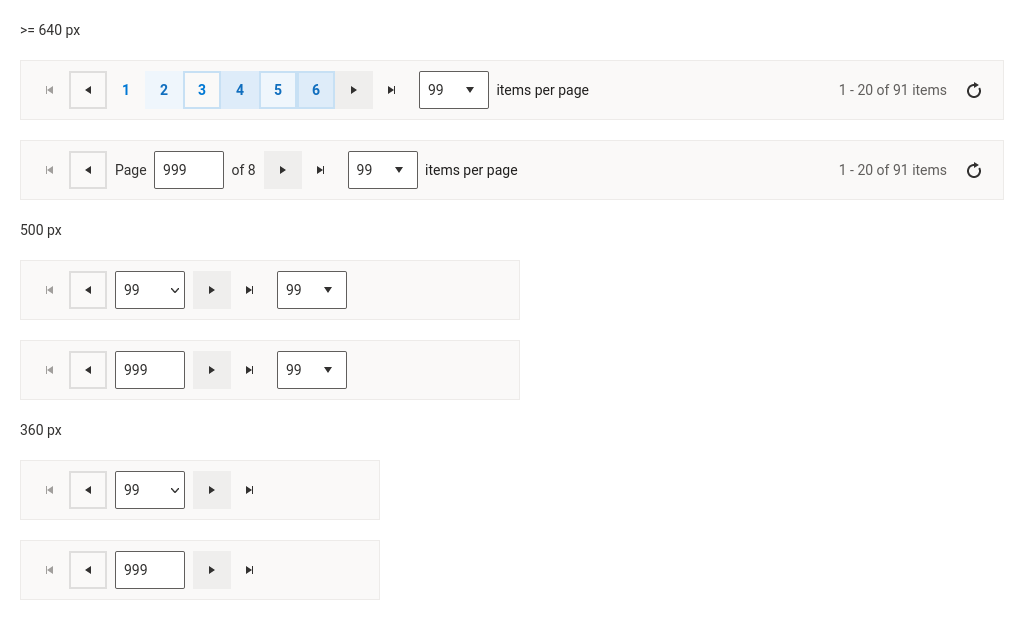 >= 640 px
1 2 3 4 5 6 99 items per page 1 - 20 of 91 items
Page 999 of 8 99 items per page 1 - 20 of 91 items
500 px
99 99
999 99
360 px
99
999